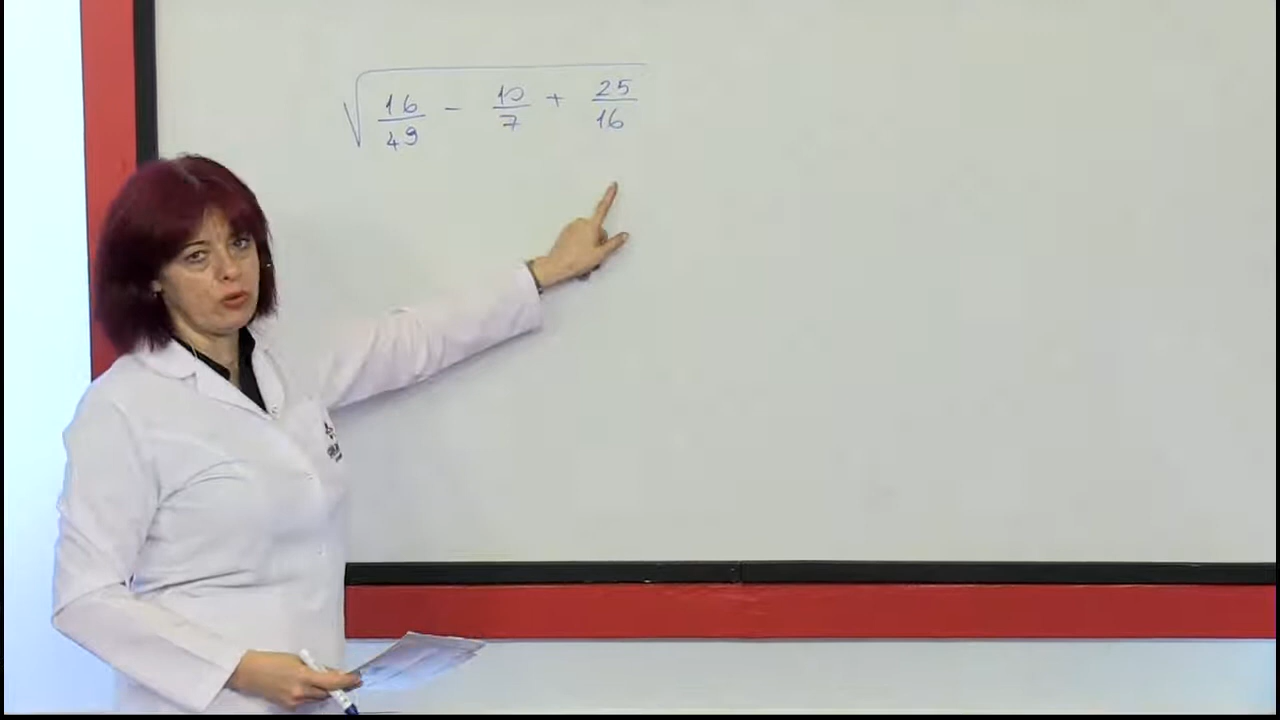 √(16/49 - 10/7 + 25/16)